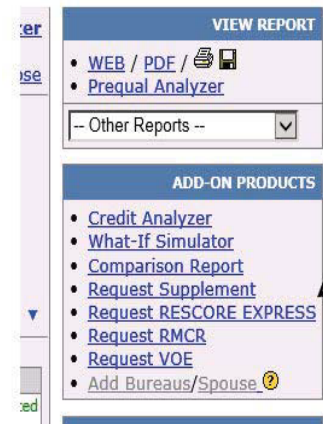 VIEW REPORT
WEB / PDF /
Prequal Analyzer
-- Other Reports --
ADD-ON PRODUCTS
Credit Analyzer
What-If Simulator
Comparison Report
Request Supplement
Request RESCORE EXPRESS
Request RMCR
Request VOE
Add Bureaus/Spouse ?